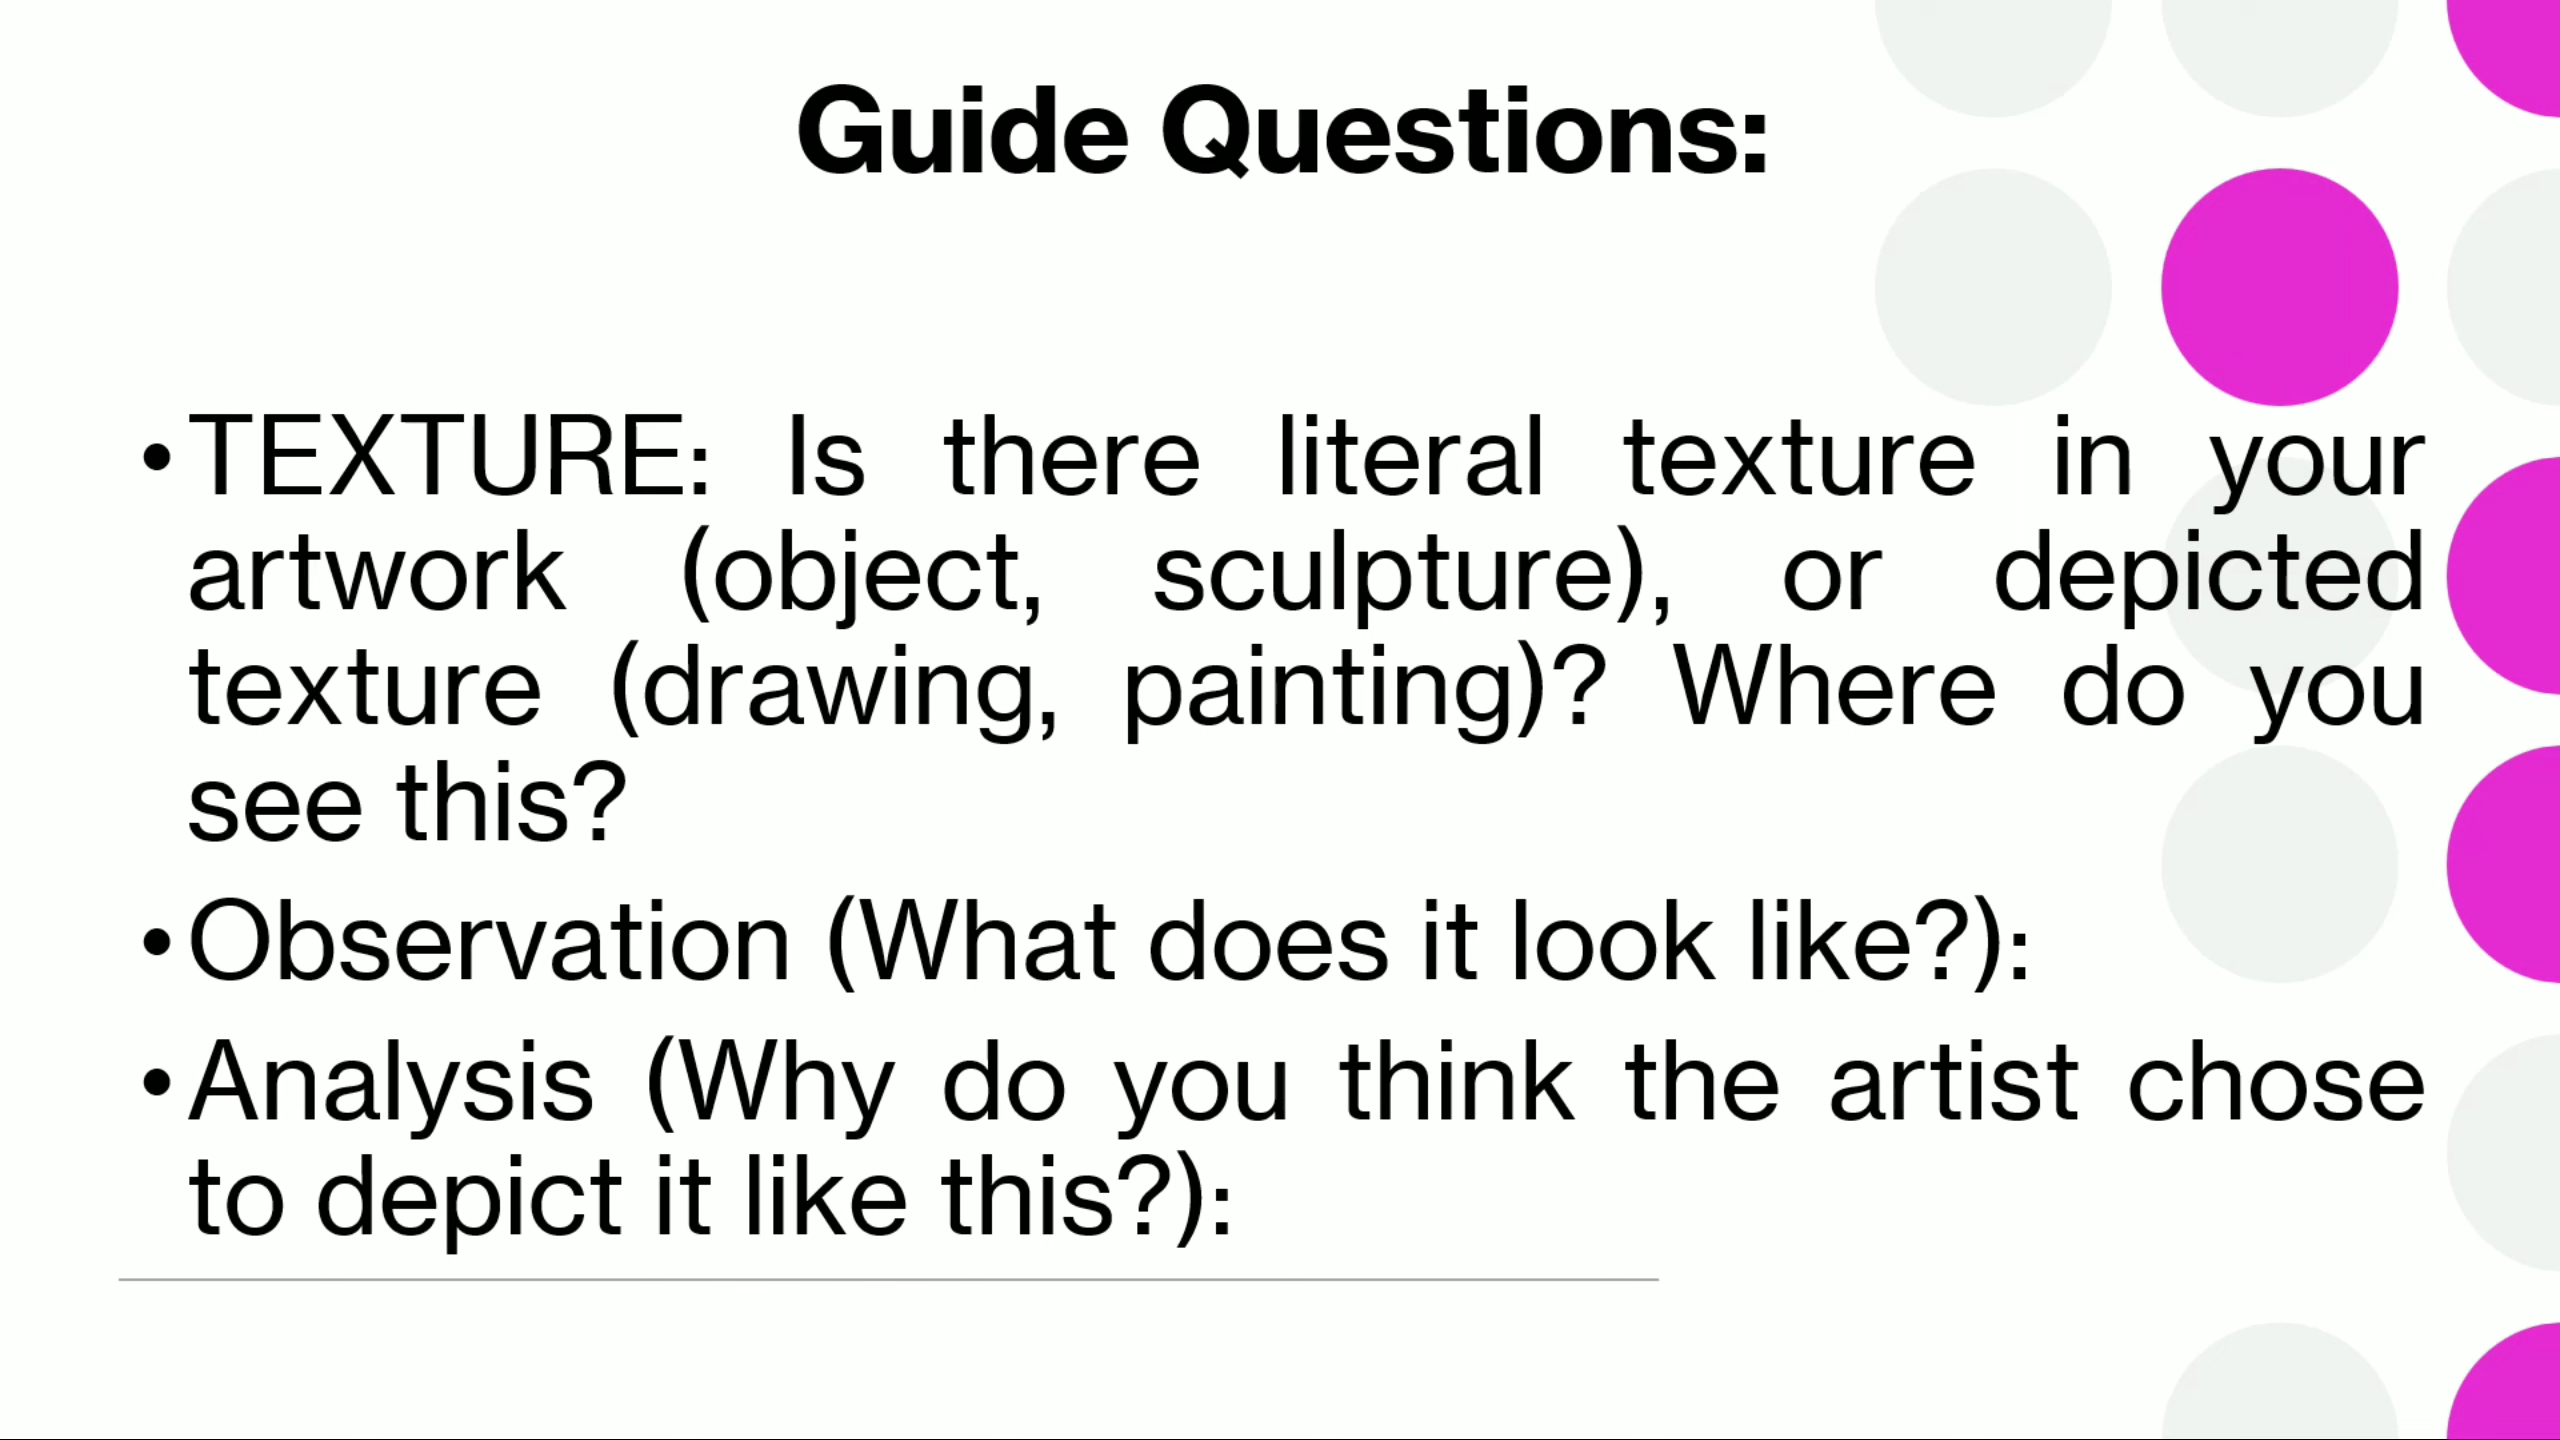 Guide Questions:
•TEXTURE: Is there literal texture in your
artwork (object, sculpture), or depicted
texture (drawing, painting)? Where do you
see this?
•Observation (What does it look like?):
•Analysis (Why do you think the artist chose
to depict it like this?):